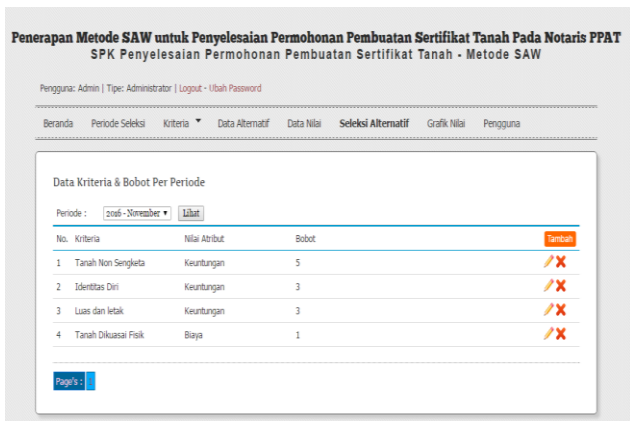 Penerapan Metode SAW untuk Penyelesaian Permohonan Pembuatan Sertifikat Tanah Pada Notaris PPAT
SPK Penyelesaian Permohonan Pembuatan Sertifikat Tanah - Metode SAW
Pengguna: Admin | Tipe: Administrator | Logout - Ubah Password
Beranda Periode Seleksi Kriteria ▼ Data Alternatif Data Nilai Seleksi Alternatif Grafik Nilai Pengguna
Data Kriteria & Bobot Per Periode
Periode : 2016 - November ▼ Lihat
No. Kriteria Nilai Atribut Bobot Tambah
1 Tanah Non Sengketa Keuntungan 5
2 Identitas Diri Keuntungan 3
3 Luas dan letak Keuntungan 3
4 Tanah Dikuasai Fisik Biaya 1
Page's :